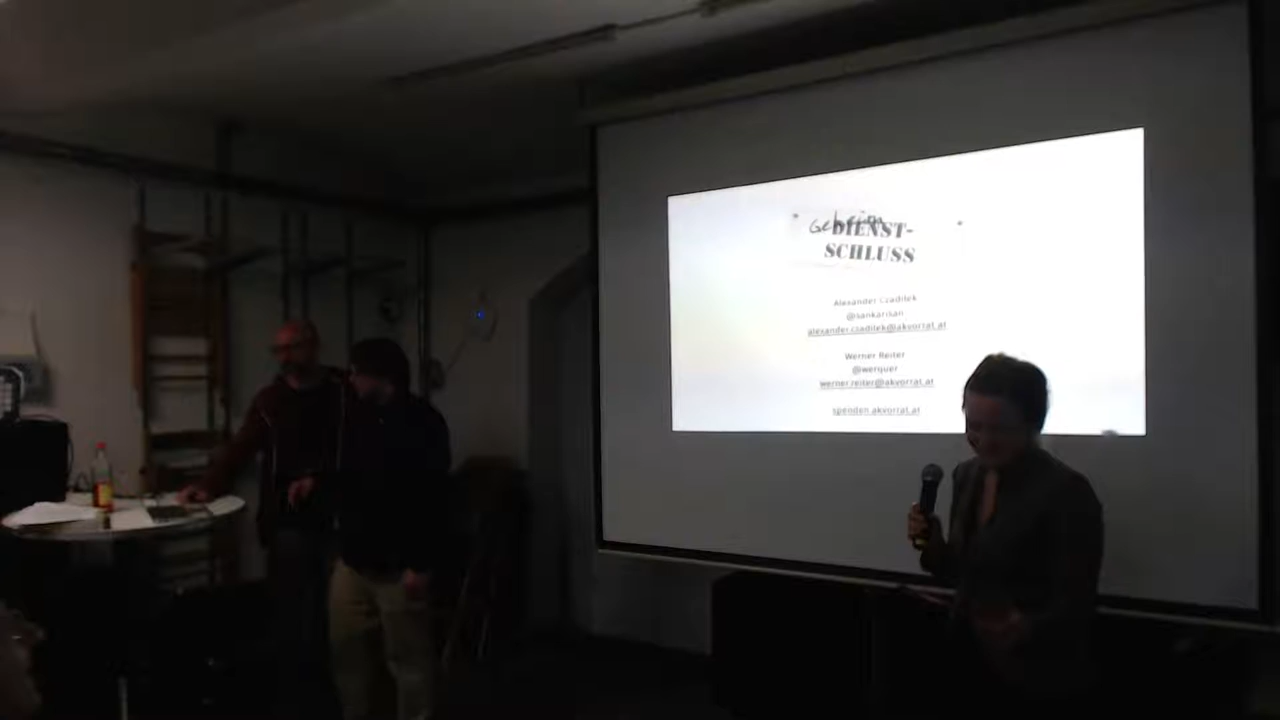 Geheim
DIENST-
SCHLUSS
Alexander Czadilek
@sankarisan
alexander.czadilek@akvorrat.at
Werner Reiter
@werquer
werner.reiter@akvorrat.at
spenden.akvorrat.at